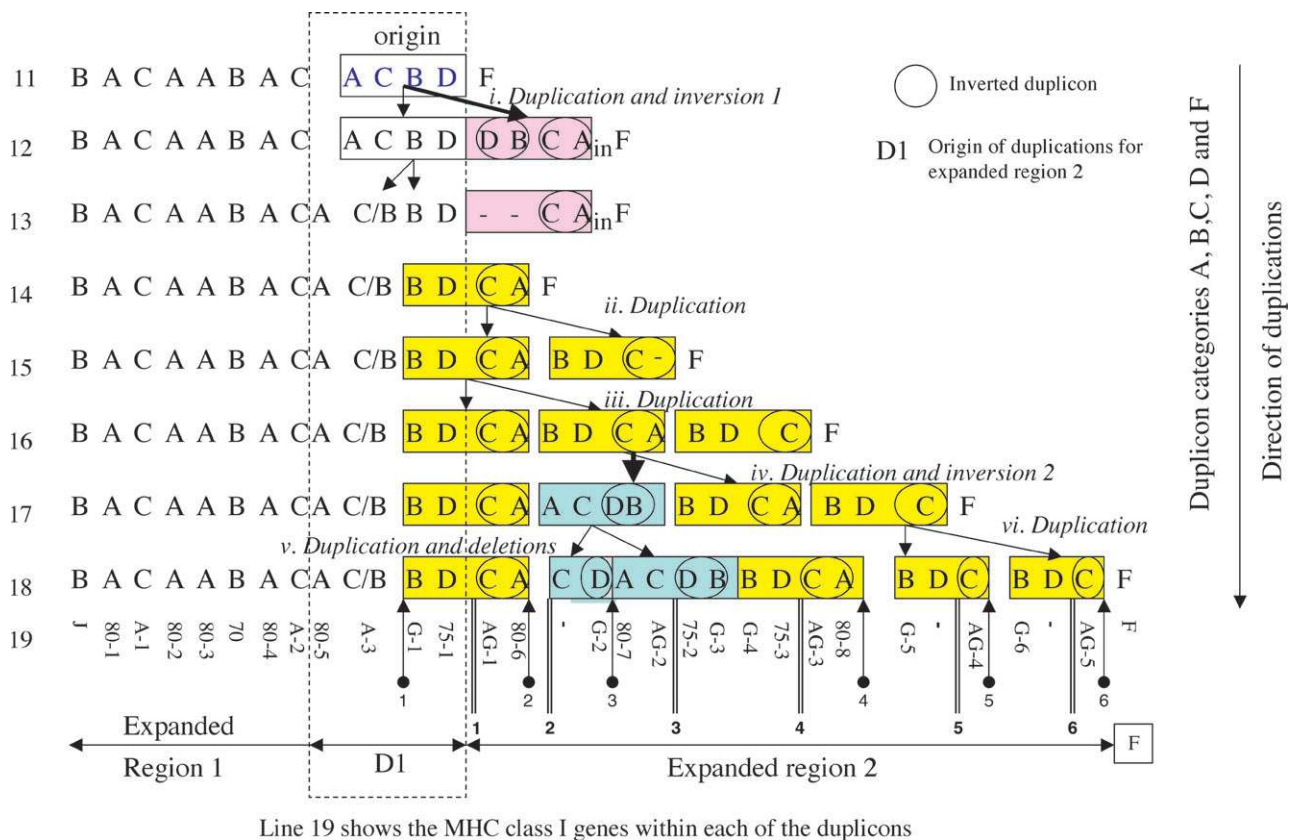 origin
11 B A C A A B A C A C B D F
i. Duplication and inversion 1
Inverted duplicon
12 B A C A A B A C A C B D D B C A in F
D1 Origin of duplications for
expanded region 2
13 B A C A A B A C A C/B B D - - C A in F
14 B A C A A B A C A C/B B D C A F
ii. Duplication
15 B A C A A B A C A C/B B D C A B D C - F
iii. Duplication
16 B A C A A B A C A C/B B D C A B D C A B D C F
iv. Duplication and inversion 2
17 B A C A A B A C A C/B B D C A A C D B B D C A B D C F
v. Duplication and deletions
vi. Duplication
18 B A C A A B A C A C/B B D C A C D A C D B B D C A B D C B D C F
19 J 80-1 A-1 80-2 80-3 70 80-4 A-2 80-5 A-3 G-1 75-1 AG-1 80-6 - G-2 80-7 AG-2 75-2 G-3 G-4 75-3 AG-3 80-8 G-5 - AG-4 G-6 - AG-5 F
1 2 3 4 5 6
1 2 3 4 5 6
Expanded
Region 1
D1
Expanded region 2
F
Duplicon categories A, B,C, D and F
Direction of duplications
Line 19 shows the MHC class I genes within each of the duplicons